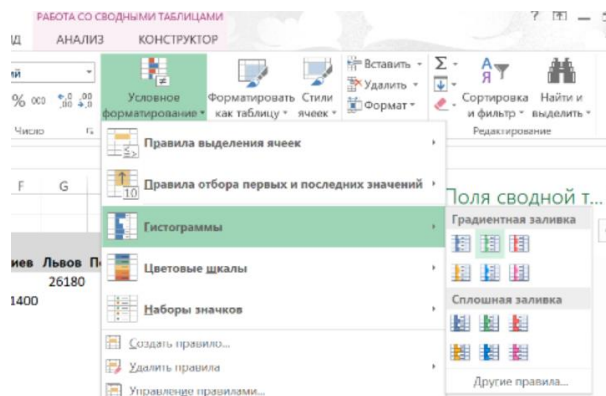 РАБОТА СО СВОДНЫМИ ТАБЛИЦАМИ
АНАЛИЗ КОНСТРУКТОР
Условное форматирование
Форматировать как таблицу
Стили ячеек
Вставить
Удалить
Формат
Сортировка и фильтр
Найти и выделить
% 000
Число
Редактирование
F G
Правила выделения ячеек
Правила отбора первых и последних значений
Гистограммы
Цветовые шкалы
Наборы значков
Создать правило...
Удалить правила
Управление правилами...
Поля сводной т...
Градиентная заливка
Сплошная заливка
Другие правила...
иев Львов П
26180
1400